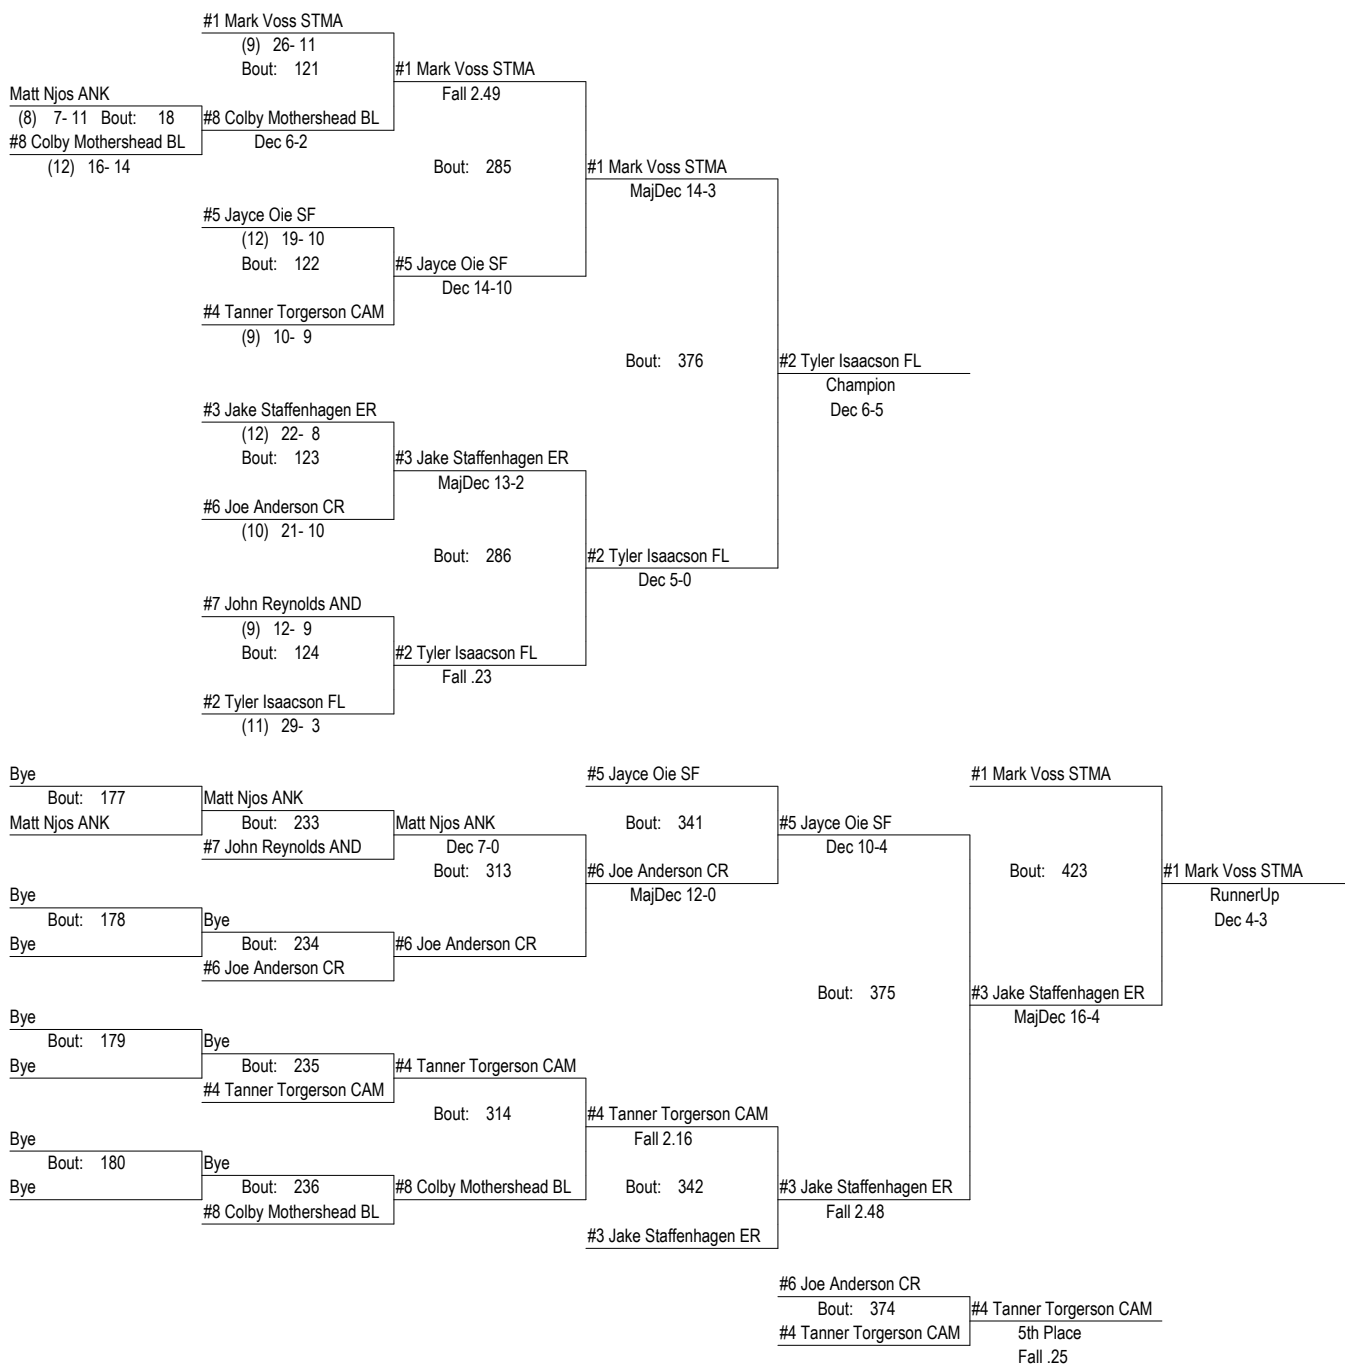 #1 Mark Voss STMA
(9) 26- 11
Bout: 121
#1 Mark Voss STMA
Fall 2.49
Matt Njos ANK
(8) 7- 11 Bout: 18
#8 Colby Mothershead BL
#8 Colby Mothershead BL
Dec 6-2
(12) 16- 14
Bout: 285
#1 Mark Voss STMA
MajDec 14-3
#5 Jayce Oie SF
(12) 19- 10
Bout: 122
#5 Jayce Oie SF
Dec 14-10
#4 Tanner Torgerson CAM
(9) 10- 9
Bout: 376
#2 Tyler Isaacson FL
Champion
Dec 6-5
#3 Jake Staffenhagen ER
(12) 22- 8
Bout: 123
#3 Jake Staffenhagen ER
MajDec 13-2
#6 Joe Anderson CR
(10) 21- 10
Bout: 286
#2 Tyler Isaacson FL
Dec 5-0
#7 John Reynolds AND
(9) 12- 9
Bout: 124
#2 Tyler Isaacson FL
Fall .23
#2 Tyler Isaacson FL
(11) 29- 3
Bye
#5 Jayce Oie SF
#1 Mark Voss STMA
Bout: 177
Matt Njos ANK
Matt Njos ANK
Bout: 233
Matt Njos ANK
Bout: 341
#5 Jayce Oie SF
#7 John Reynolds AND
Dec 7-0
Dec 10-4
Bout: 313
#6 Joe Anderson CR
Bout: 423
#1 Mark Voss STMA
Bye
MajDec 12-0
RunnerUp
Bout: 178
Bye
Dec 4-3
Bye
Bout: 234
#6 Joe Anderson CR
#6 Joe Anderson CR
Bout: 375
#3 Jake Staffenhagen ER
Bye
MajDec 16-4
Bout: 179
Bye
Bye
Bout: 235
#4 Tanner Torgerson CAM
#4 Tanner Torgerson CAM
Bout: 314
#4 Tanner Torgerson CAM
Bye
Fall 2.16
Bout: 180
Bye
Bye
Bout: 236
#8 Colby Mothershead BL
Bout: 342
#3 Jake Staffenhagen ER
#8 Colby Mothershead BL
Fall 2.48
#3 Jake Staffenhagen ER
#6 Joe Anderson CR
Bout: 374
#4 Tanner Torgerson CAM
#4 Tanner Torgerson CAM
5th Place
Fall .25